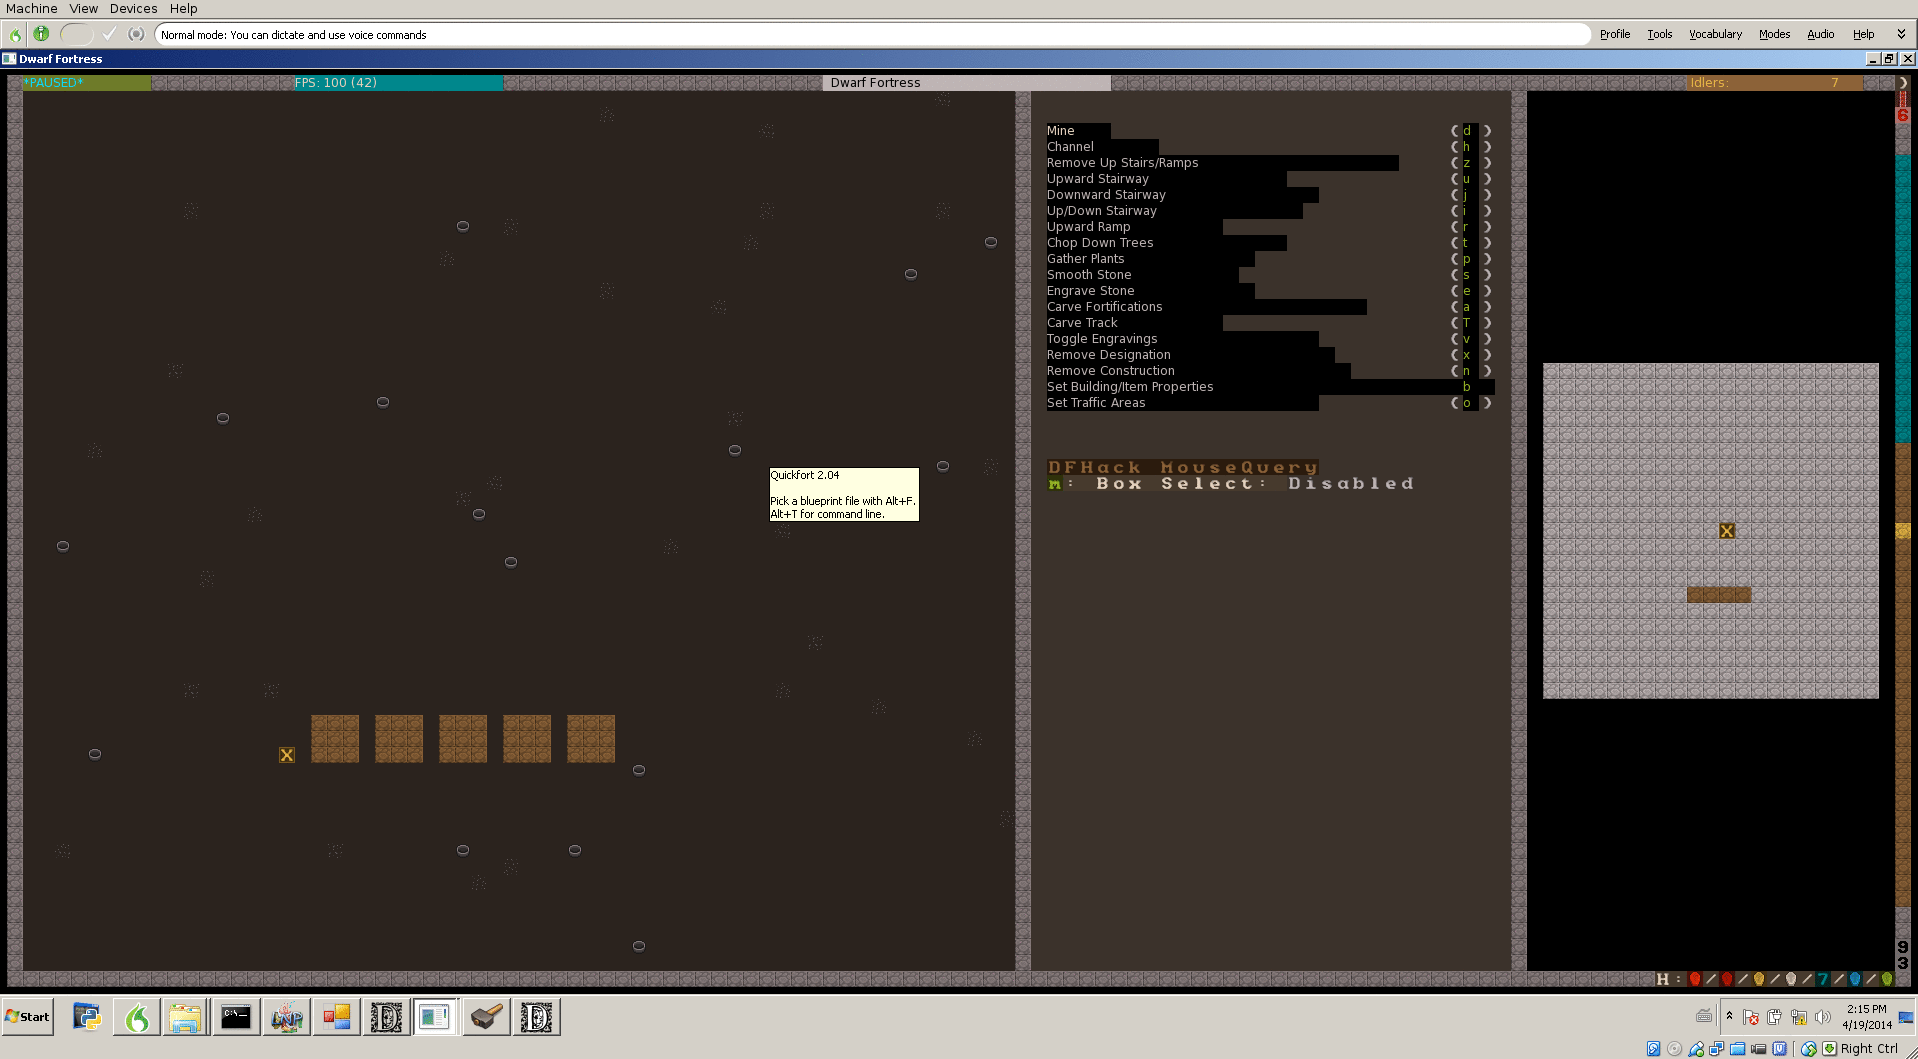 Machine View Devices Help
Normal mode: You can dictate and use voice commands
Profile Tools Vocabulary Modes Audio Help
Dwarf Fortress
*PAUSED* FPS: 100 (42) Dwarf Fortress Idlers: 7
Mine d
Channel h
Remove Up Stairs/Ramps z
Upward Stairway u
Downward Stairway j
Up/Down Stairway i
Upward Ramp r
Chop Down Trees t
Gather Plants p
Smooth Stone s
Engrave Stone e
Carve Fortifications a
Carve Track T
Toggle Engravings v
Remove Designation x
Remove Construction n
Set Building/Item Properties b
Set Traffic Areas o
DFHack MouseQuery
m: Box Select: Disabled
Quickfort 2.04
Pick a blueprint file with Alt+F.
Alt+T for command line.
X
X
6
93
H: 7
Start
2:15 PM
4/19/2014
Right Ctrl